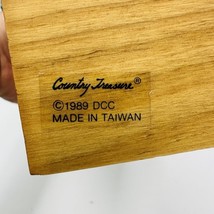 Country Treasure®
©1989 DCC
MADE IN TAIWAN